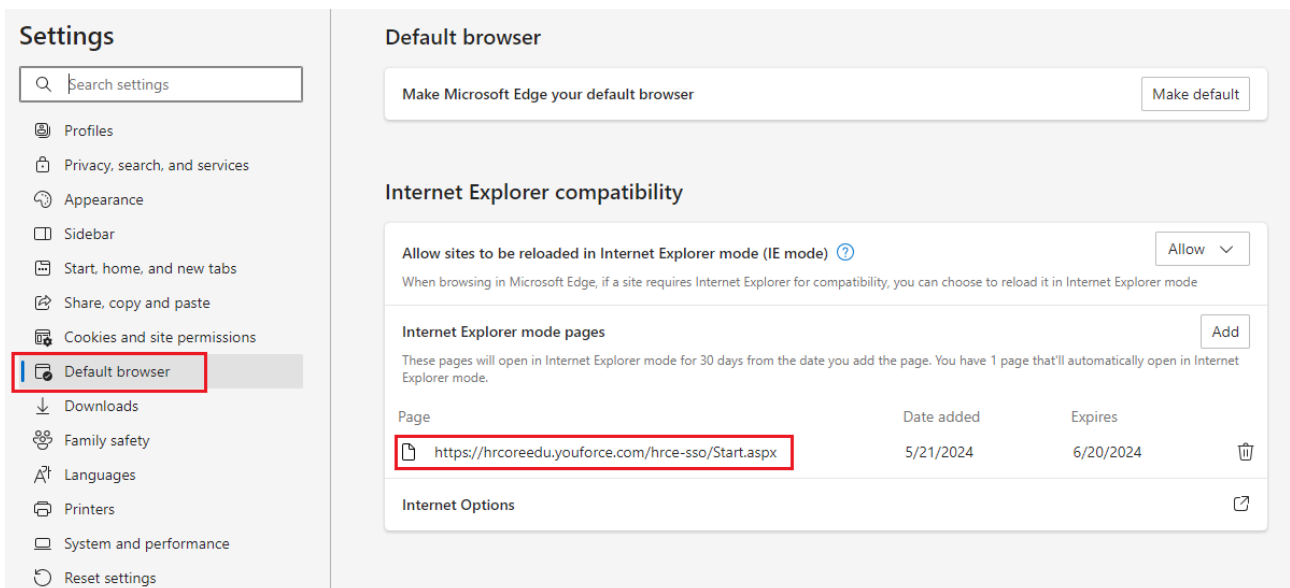 Settings
Search settings
Profiles
Privacy, search, and services
Appearance
Sidebar
Start, home, and new tabs
Share, copy and paste
Cookies and site permissions
Default browser
Downloads
Family safety
Languages
Printers
System and performance
Reset settings
Default browser
Make Microsoft Edge your default browser
Make default
Internet Explorer compatibility
Allow sites to be reloaded in Internet Explorer mode (IE mode)
Allow
When browsing in Microsoft Edge, if a site requires Internet Explorer for compatibility, you can choose to reload it in Internet Explorer mode
Internet Explorer mode pages
Add
These pages will open in Internet Explorer mode for 30 days from the date you add the page. You have 1 page that'll automatically open in Internet
Explorer mode.
Page Date added Expires
https://hrcoreedu.youforce.com/hrce-sso/Start.aspx 5/21/2024 6/20/2024
Internet Options